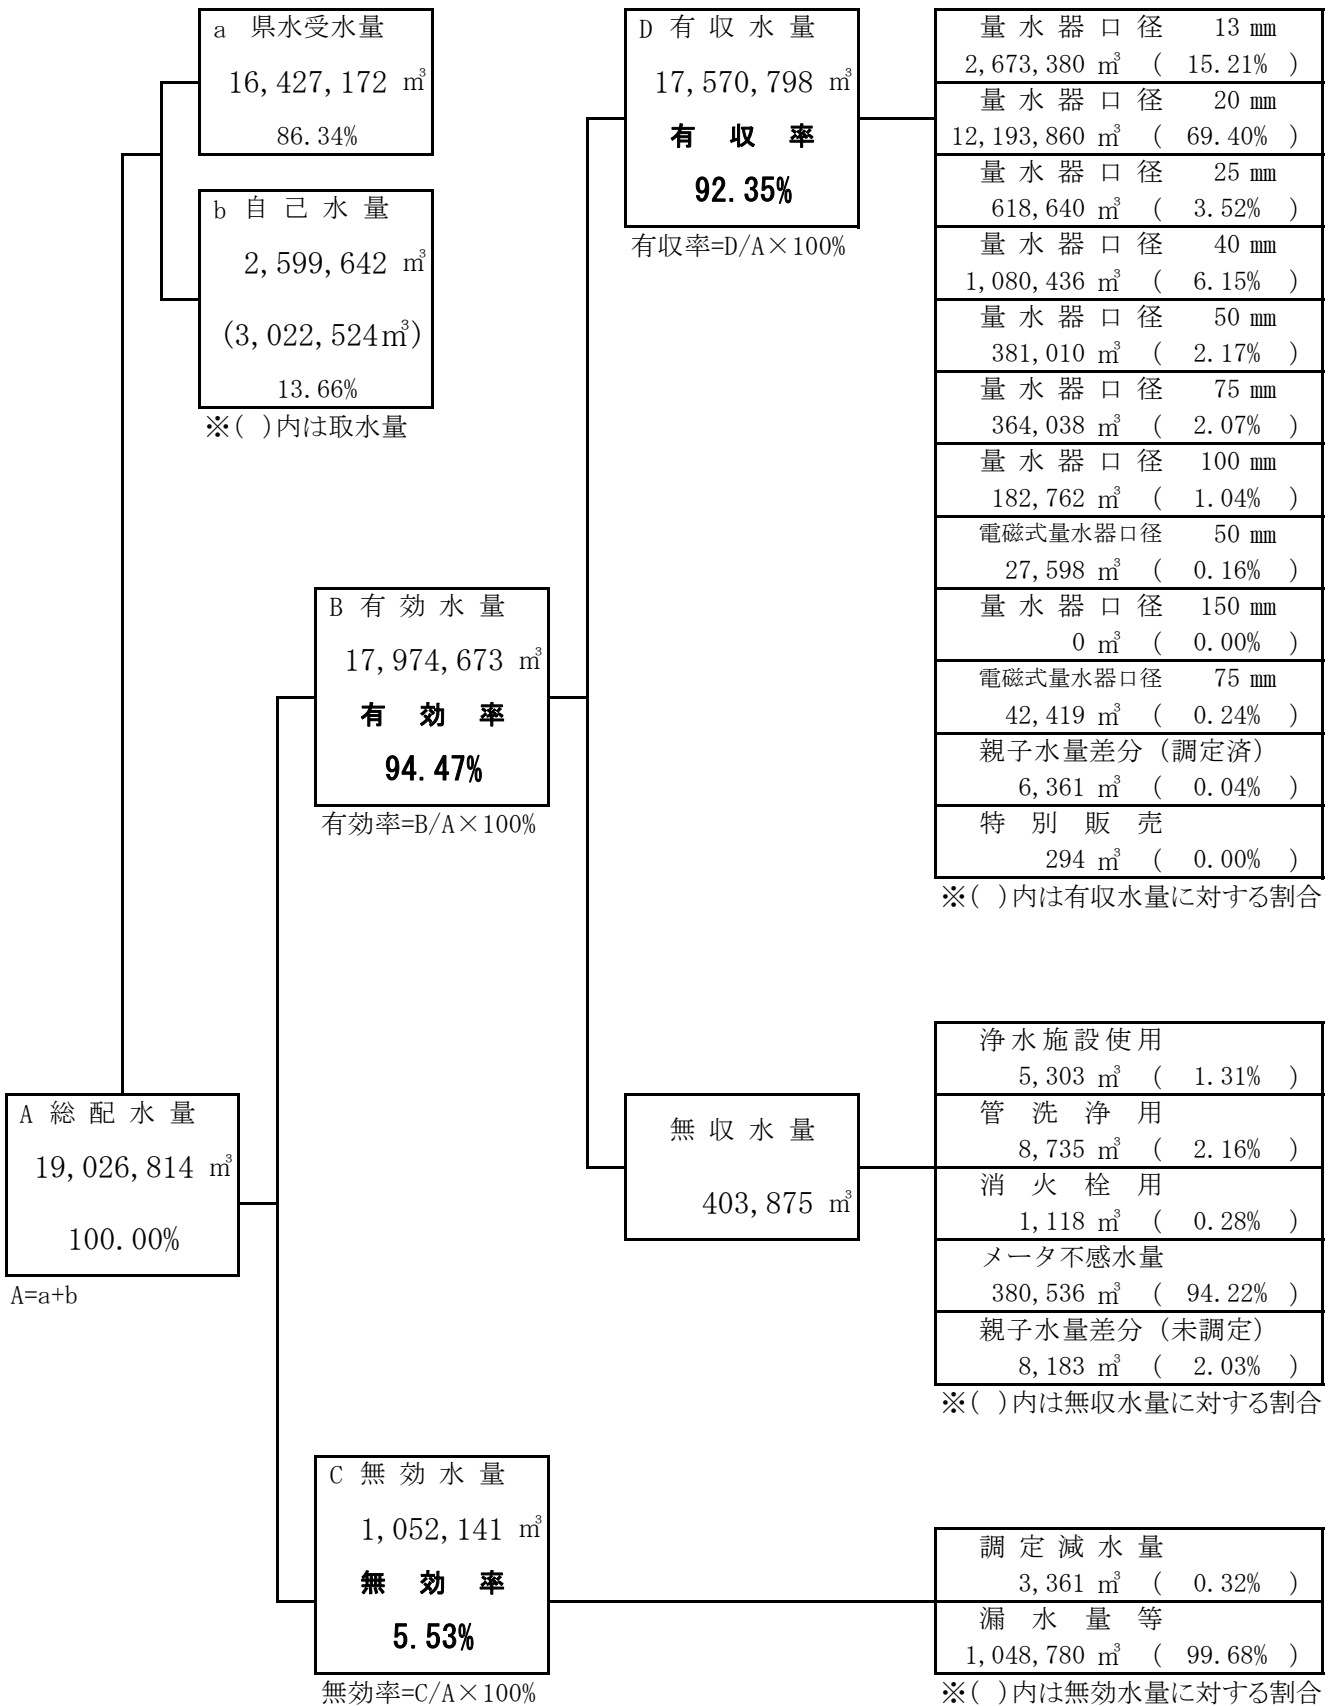 a 県水受水量
16,427,172 ㎥
86.34%
b 自己水量
2,599,642 ㎥
(3,022,524㎥)
13.66%
※( )内は取水量
A 総配水量
19,026,814 ㎥
100.00%
A=a+b
B 有効水量
17,974,673 ㎥
有効率
94.47%
有効率=B/A×100%
C 無効水量
1,052,141 ㎥
無効率
5.53%
無効率=C/A×100%
D 有収水量
17,570,798 ㎥
有収率
92.35%
有収率=D/A×100%
無収水量
403,875 ㎥
量水器口径 13 ㎜
2,673,380 ㎥ ( 15.21% )
量水器口径 20 ㎜
12,193,860 ㎥ ( 69.40% )
量水器口径 25 ㎜
618,640 ㎥ ( 3.52% )
量水器口径 40 ㎜
1,080,436 ㎥ ( 6.15% )
量水器口径 50 ㎜
381,010 ㎥ ( 2.17% )
量水器口径 75 ㎜
364,038 ㎥ ( 2.07% )
量水器口径 100 ㎜
182,762 ㎥ ( 1.04% )
電磁式量水器口径 50 ㎜
27,598 ㎥ ( 0.16% )
量水器口径 150 ㎜
0 ㎥ ( 0.00% )
電磁式量水器口径 75 ㎜
42,419 ㎥ ( 0.24% )
親子水量差分（調定済）
6,361 ㎥ ( 0.04% )
特別販売
294 ㎥ ( 0.00% )
※( )内は有収水量に対する割合
浄水施設使用
5,303 ㎥ ( 1.31% )
管洗浄用
8,735 ㎥ ( 2.16% )
消火栓用
1,118 ㎥ ( 0.28% )
メータ不感水量
380,536 ㎥ ( 94.22% )
親子水量差分（未調定）
8,183 ㎥ ( 2.03% )
※( )内は無収水量に対する割合
調定減水量
3,361 ㎥ ( 0.32% )
漏水量等
1,048,780 ㎥ ( 99.68% )
※( )内は無効水量に対する割合